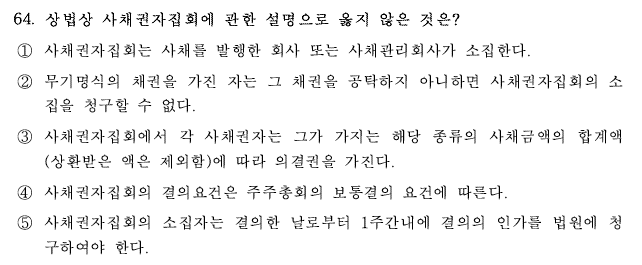 64. 상법상 사채권자집회에 관한 설명으로 옳지 않은 것은?
① 사채권자집회는 사채를 발행한 회사 또는 사채관리회사가 소집한다.
② 무기명식의 채권을 가진 자는 그 채권을 공탁하지 아니하면 사채권자집회의 소
집을 청구할 수 없다.
③ 사채권자집회에서 각 사채권자는 그가 가지는 해당 종류의 사채금액의 합계액
(상환받은 액은 제외함)에 따라 의결권을 가진다.
④ 사채권자집회의 결의요건은 주주총회의 보통결의 요건에 따른다.
⑤ 사채권자집회의 소집자는 결의한 날로부터 1주간내에 결의의 인가를 법원에 청
구하여야 한다.